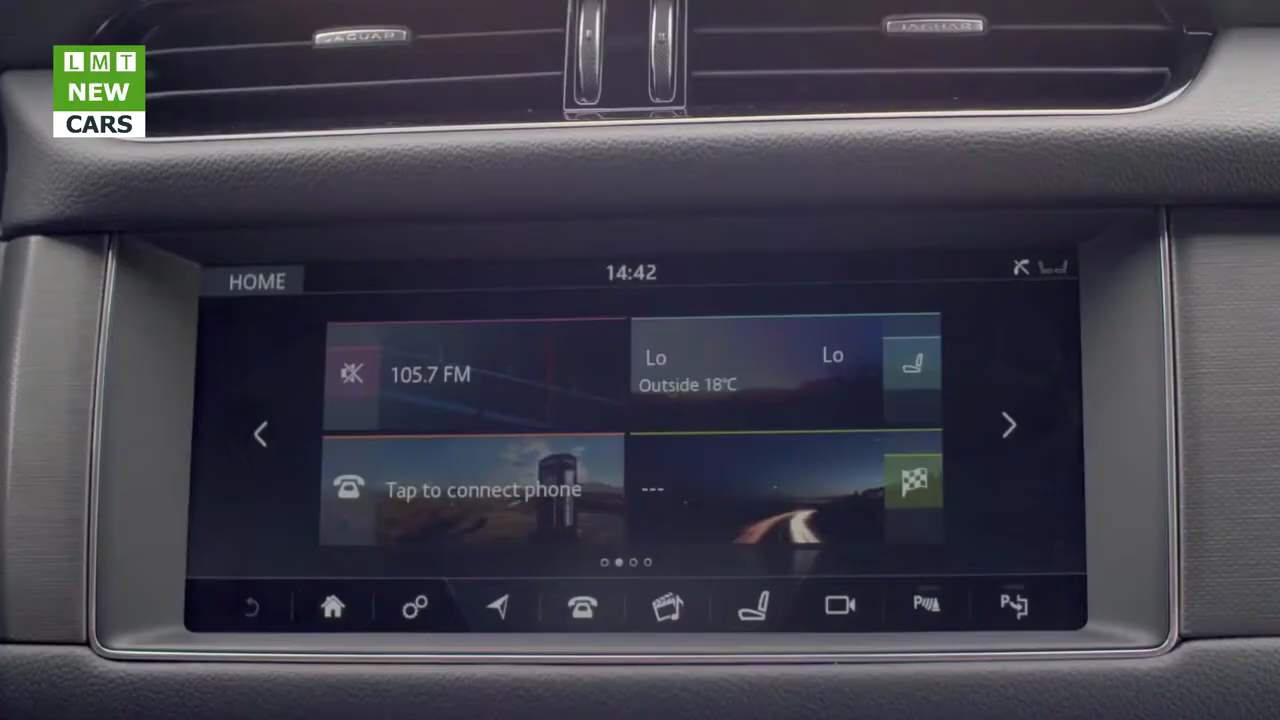 JAGUAR
JAGUAR
LMT
NEW
CARS
HOME
14:42
105.7 FM
Lo
Lo
Outside 18°C
Tap to connect phone
---
P
P